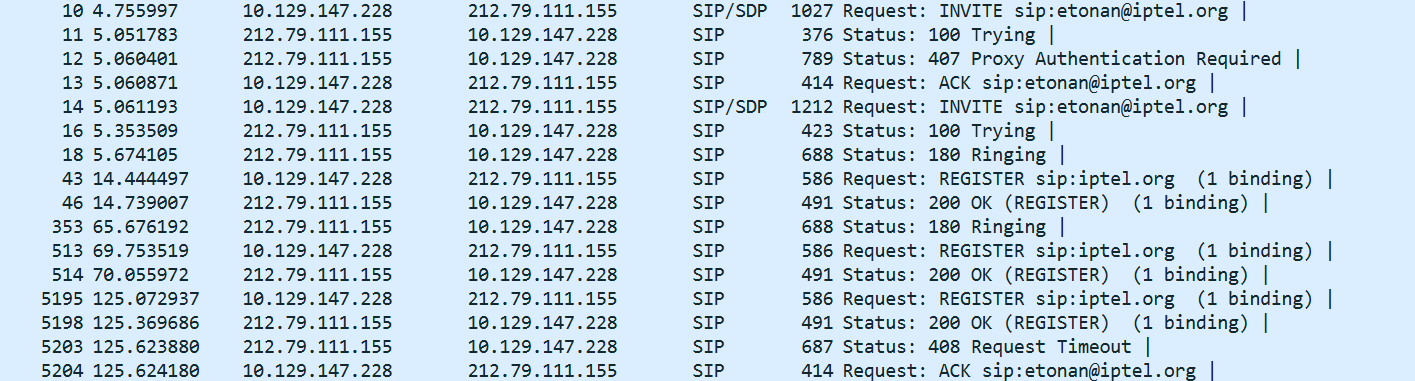 10 4.755997 10.129.147.228 212.79.111.155 SIP/SDP 1027 Request: INVITE sip:etonan@iptel.org |
11 5.051783 212.79.111.155 10.129.147.228 SIP 376 Status: 100 Trying |
12 5.060401 212.79.111.155 10.129.147.228 SIP 789 Status: 407 Proxy Authentication Required |
13 5.060871 10.129.147.228 212.79.111.155 SIP 414 Request: ACK sip:etonan@iptel.org |
14 5.061193 10.129.147.228 212.79.111.155 SIP/SDP 1212 Request: INVITE sip:etonan@iptel.org |
16 5.353509 212.79.111.155 10.129.147.228 SIP 423 Status: 100 Trying |
18 5.674105 212.79.111.155 10.129.147.228 SIP 688 Status: 180 Ringing |
43 14.444497 10.129.147.228 212.79.111.155 SIP 586 Request: REGISTER sip:iptel.org (1 binding) |
46 14.739007 212.79.111.155 10.129.147.228 SIP 491 Status: 200 OK (REGISTER) (1 binding) |
353 65.676192 212.79.111.155 10.129.147.228 SIP 688 Status: 180 Ringing |
513 69.753519 10.129.147.228 212.79.111.155 SIP 586 Request: REGISTER sip:iptel.org (1 binding) |
514 70.055972 212.79.111.155 10.129.147.228 SIP 491 Status: 200 OK (REGISTER) (1 binding) |
5195 125.072937 10.129.147.228 212.79.111.155 SIP 586 Request: REGISTER sip:iptel.org (1 binding) |
5198 125.369686 212.79.111.155 10.129.147.228 SIP 491 Status: 200 OK (REGISTER) (1 binding) |
5203 125.623880 212.79.111.155 10.129.147.228 SIP 687 Status: 408 Request Timeout |
5204 125.624180 10.129.147.228 212.79.111.155 SIP 414 Request: ACK sip:etonan@iptel.org |